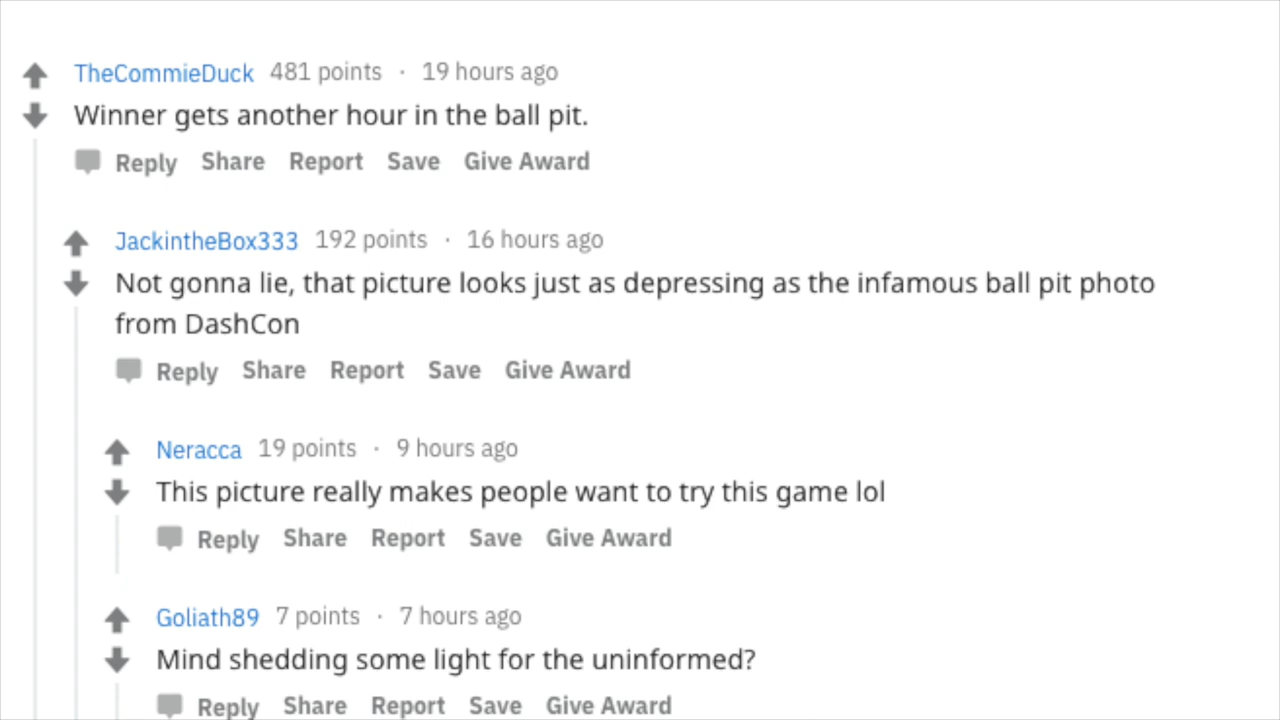 TheCommieDuck 481 points · 19 hours ago
Winner gets another hour in the ball pit.
Reply Share Report Save Give Award
JackintheBox333 192 points · 16 hours ago
Not gonna lie, that picture looks just as depressing as the infamous ball pit photo
from DashCon
Reply Share Report Save Give Award
Neracca 19 points · 9 hours ago
This picture really makes people want to try this game lol
Reply Share Report Save Give Award
Goliath89 7 points · 7 hours ago
Mind shedding some light for the uninformed?
Reply Share Report Save Give Award